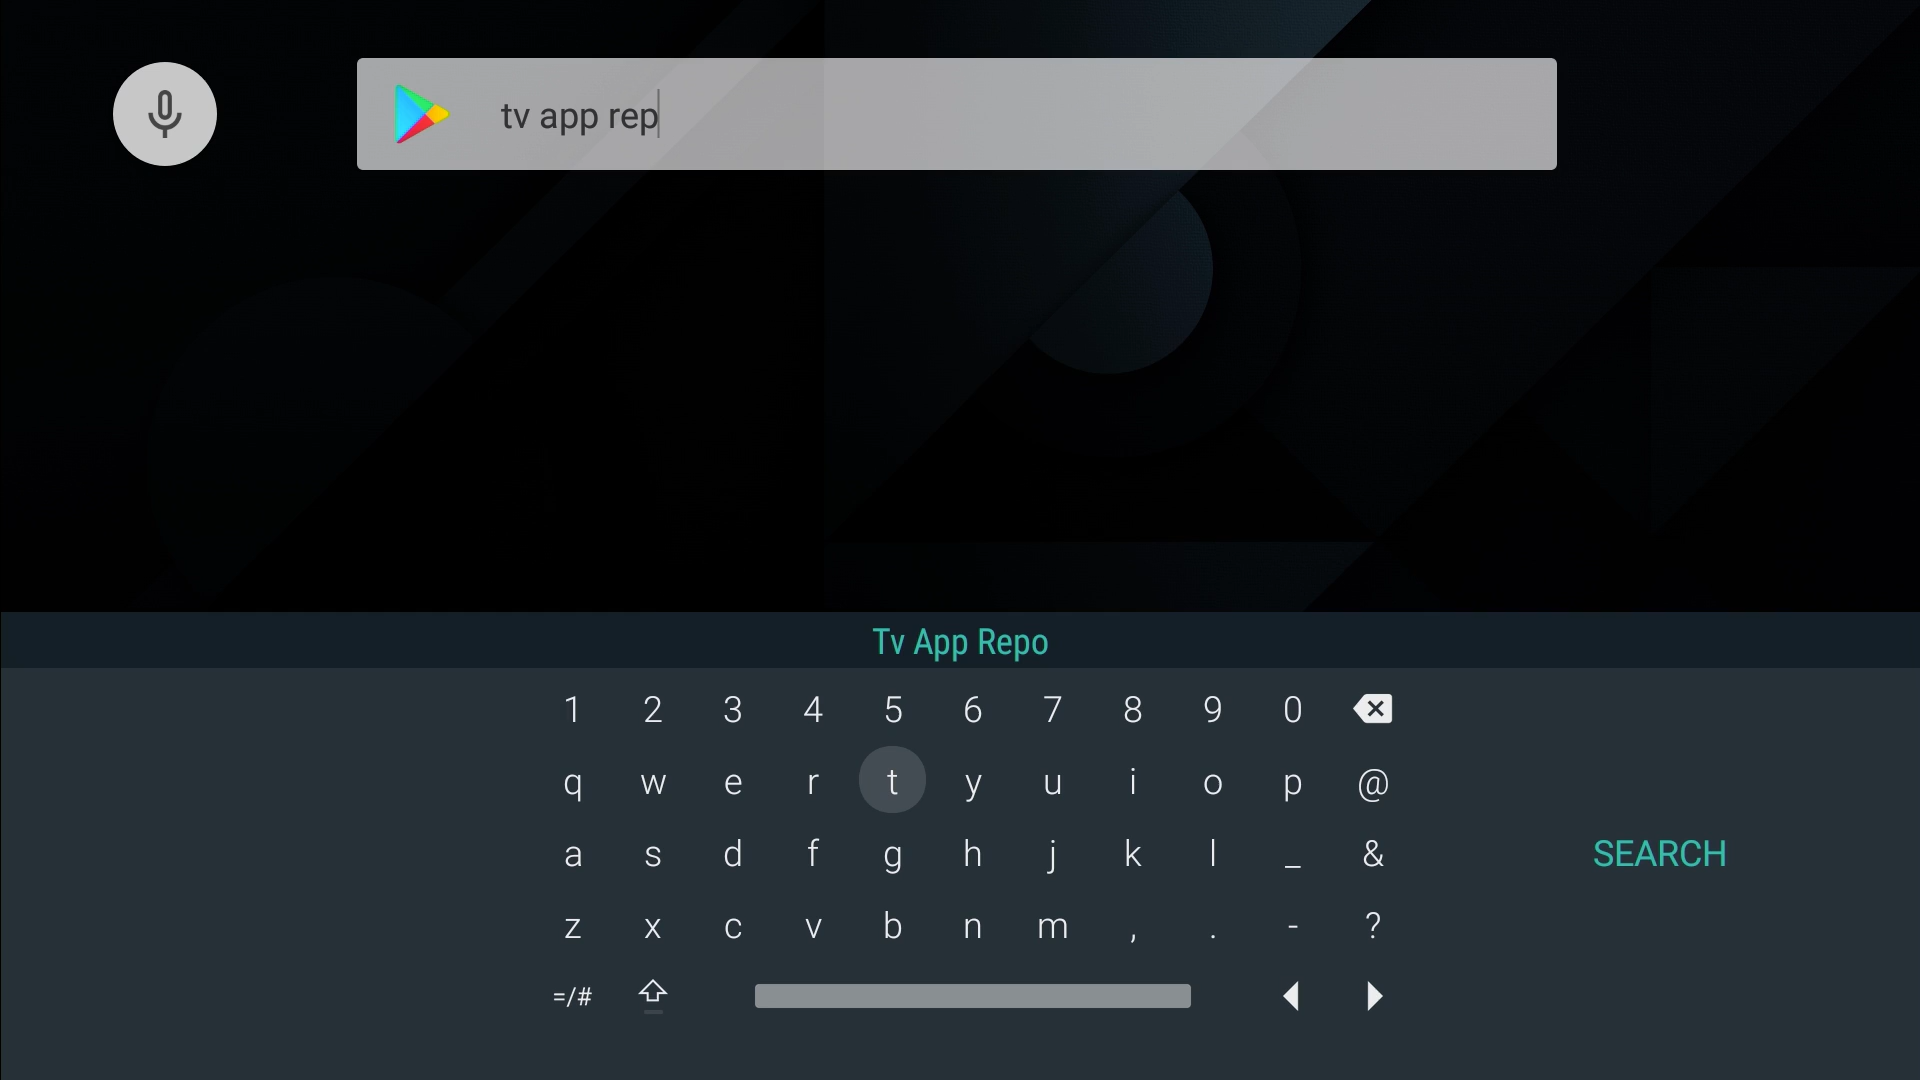 tv app rep
Tv App Repo
1 2 3 4 5 6 7 8 9 0
q w e r t y u i o p @
a s d f g h j k l _ &
SEARCH
z x c v b n m , . - ?
=/#